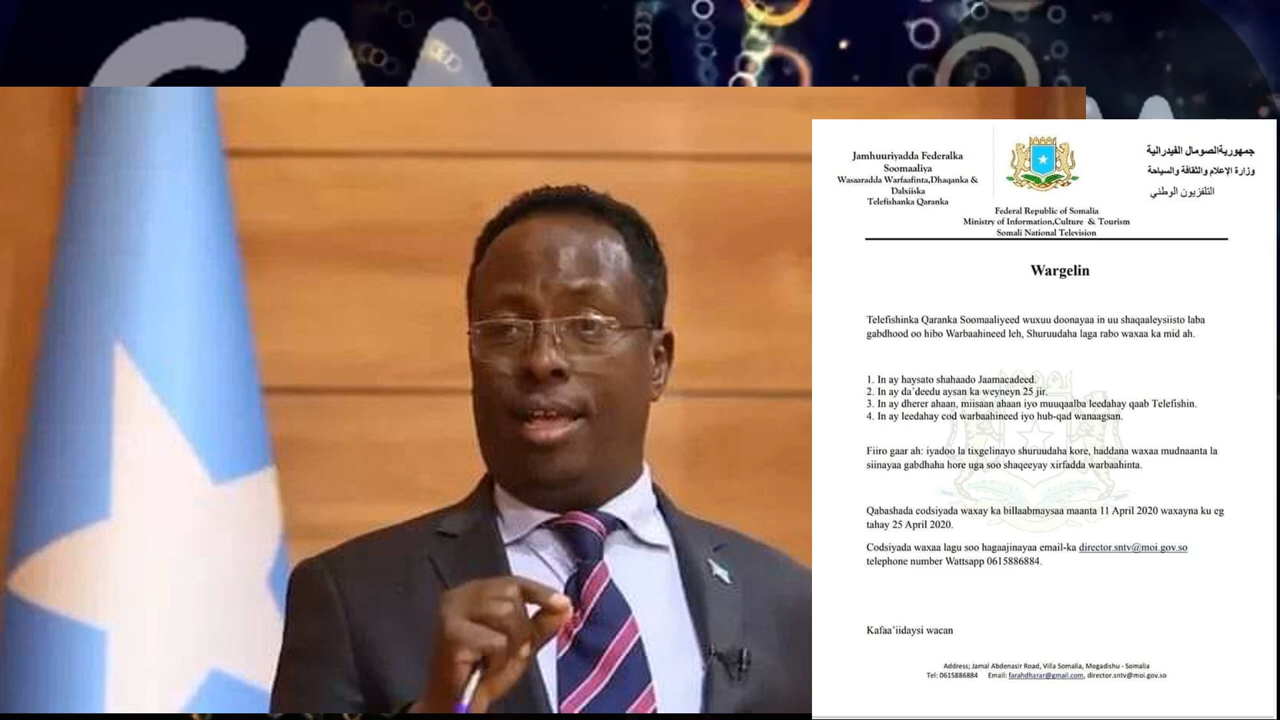 Jamhuuriyadda Federalka
Soomaaliya
Wasaaradda Warfaafinta,Dhaqanka &
Dalxiiska
Telefishanka Qaranka
جمهوريةالصومال الفيدرالية
وزارة الإعلام والثقافة والسياحة
التلفزيون الوطني
Federal Republic of Somalia
Ministry of Information,Culture & Tourism
Somali National Television
Wargelin
Telefishinka Qaranka Soomaaliyeed wuxuu doonayaa in uu shaqaaleysiisto laba
gabdhood oo hibo Warbaahineed leh, Shuruudaha laga rabo waxaa ka mid ah.
1. In ay haysato shahaado Jaamacadeed.
2. In ay da'deedu aysan ka weyneyn 25 jir.
3. In ay dherer ahaan, miisaan ahaan iyo muuqaalba leedahay qaab Telefishin.
4. In ay leedahay cod warbaahineed iyo hub-qad wanaagsan.
Fiiro gaar ah: iyadoo la tixgelinayo shuruudaha kore, haddana waxaa mudnaanta la
siinayaa gabdhaha hore uga soo shaqeeyay xirfadda warbaahinta.
Qabashada codsiyada waxay ka billaabmaysaa maanta 11 April 2020 waxayna ku eg
tahay 25 April 2020.
Codsiyada waxaa lagu soo hagaajinayaa email-ka director.sntv@moi.gov.so
telephone number Wattsapp 0615886884.
Kafaa'iidaysi wacan
Address; Jamal Abdenasir Road, Villa Somalia, Mogadishu - Somalia
Tel: 0615886884 Email: farahdharar@gmail.com, director.sntv@moi.gov.so